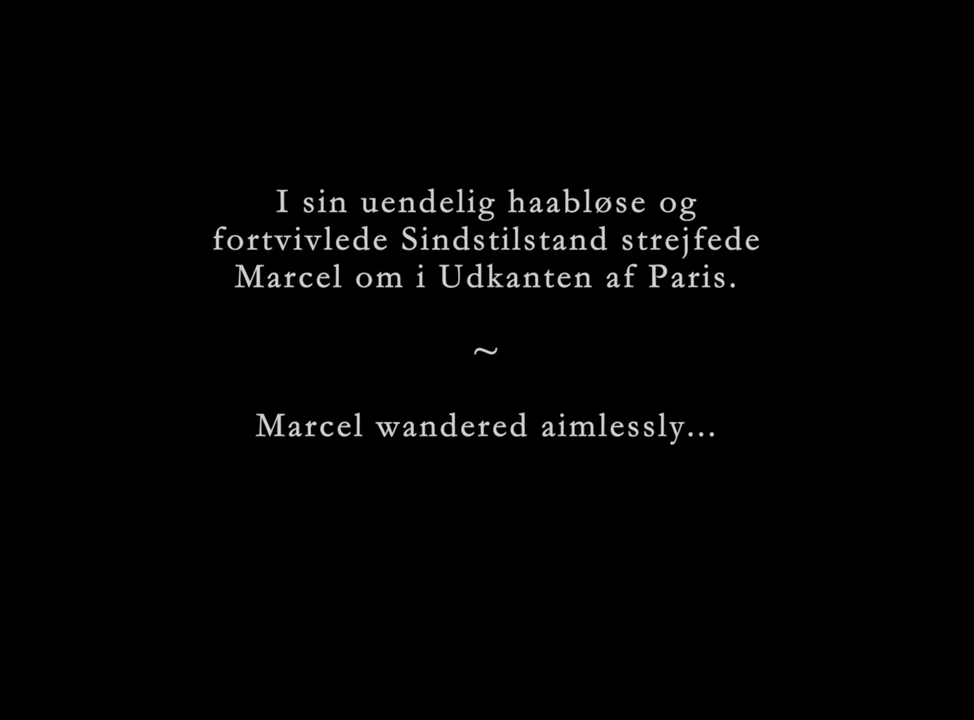 I sin uendelig haabløse og
fortvivlede Sindstilstand strejfede
Marcel om i Udkanten af Paris.
~
Marcel wandered aimlessly...